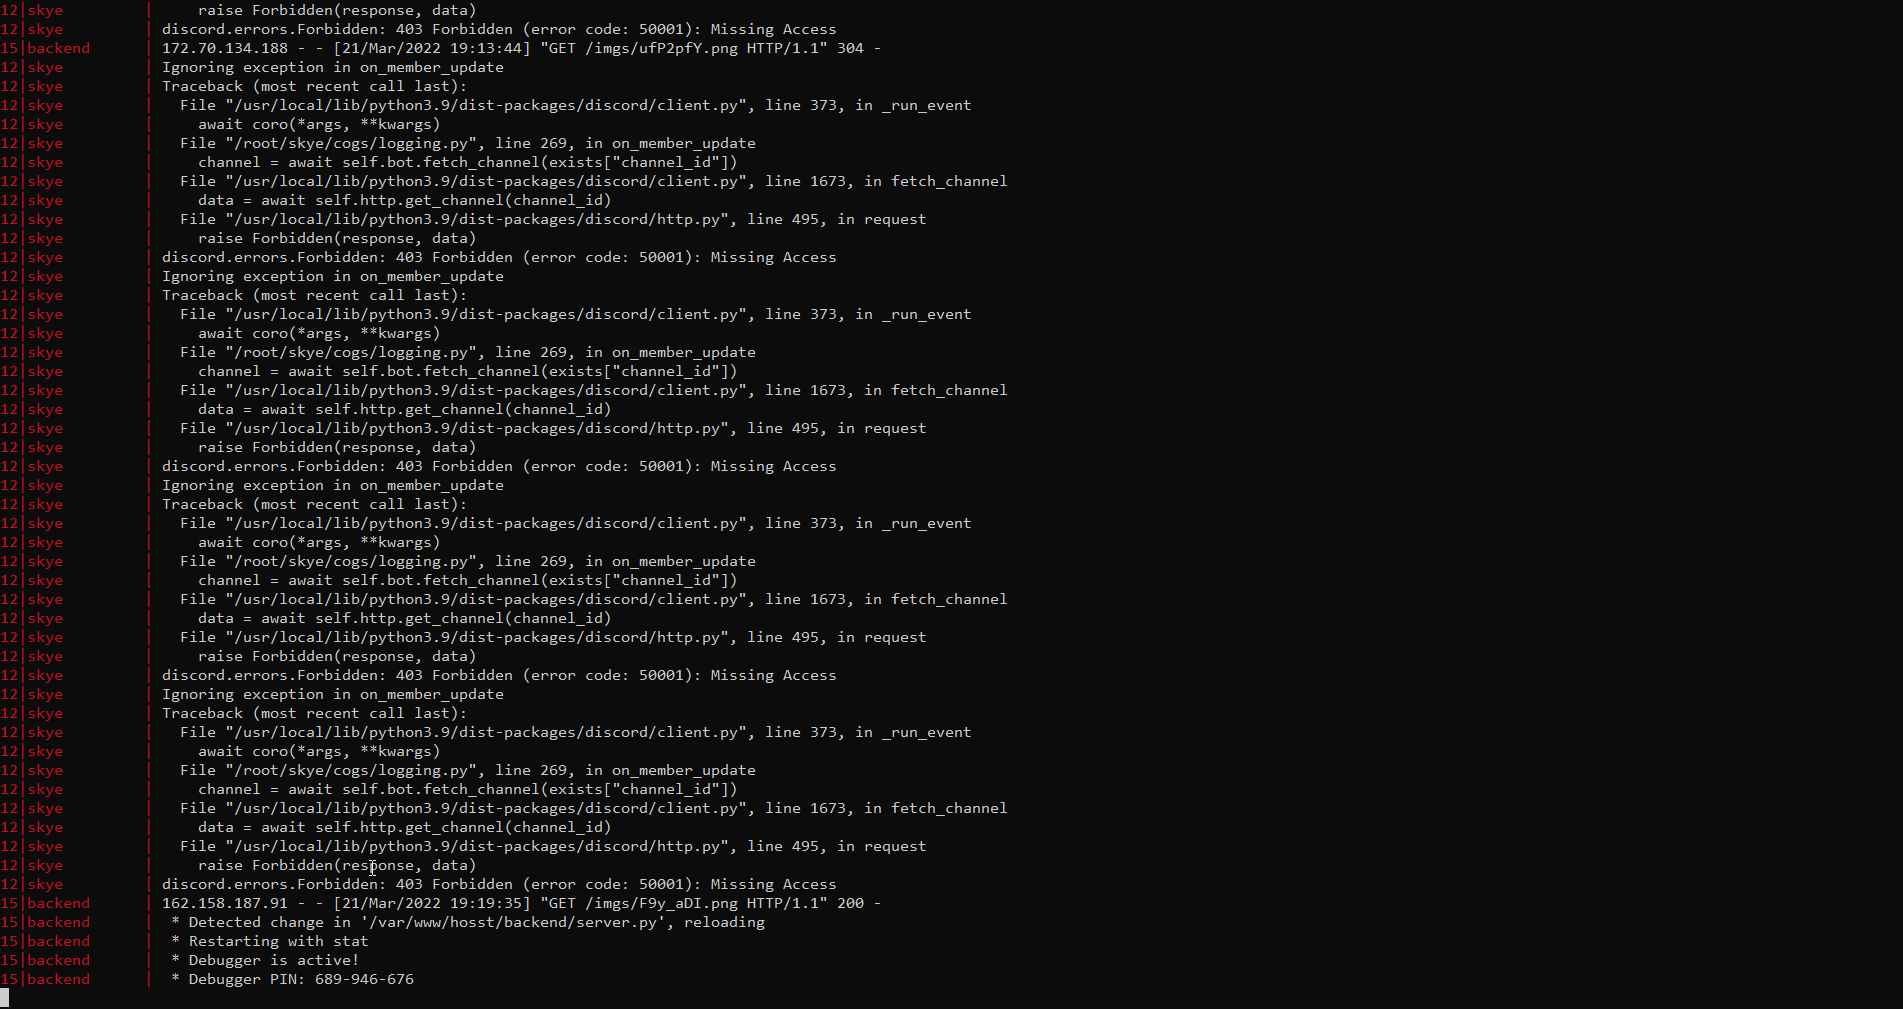 12|skye | raise Forbidden(response, data)
12|skye | discord.errors.Forbidden: 403 Forbidden (error code: 50001): Missing Access
15|backend | 172.70.134.188 - - [21/Mar/2022 19:13:44] "GET /imgs/ufP2pfY.png HTTP/1.1" 304 -
12|skye | Ignoring exception in on_member_update
12|skye | Traceback (most recent call last):
12|skye | File "/usr/local/lib/python3.9/dist-packages/discord/client.py", line 373, in _run_event
12|skye | await coro(*args, **kwargs)
12|skye | File "/root/skye/cogs/logging.py", line 269, in on_member_update
12|skye | channel = await self.bot.fetch_channel(exists["channel_id"])
12|skye | File "/usr/local/lib/python3.9/dist-packages/discord/client.py", line 1673, in fetch_channel
12|skye | data = await self.http.get_channel(channel_id)
12|skye | File "/usr/local/lib/python3.9/dist-packages/discord/http.py", line 495, in request
12|skye | raise Forbidden(response, data)
12|skye | discord.errors.Forbidden: 403 Forbidden (error code: 50001): Missing Access
12|skye | Ignoring exception in on_member_update
12|skye | Traceback (most recent call last):
12|skye | File "/usr/local/lib/python3.9/dist-packages/discord/client.py", line 373, in _run_event
12|skye | await coro(*args, **kwargs)
12|skye | File "/root/skye/cogs/logging.py", line 269, in on_member_update
12|skye | channel = await self.bot.fetch_channel(exists["channel_id"])
12|skye | File "/usr/local/lib/python3.9/dist-packages/discord/client.py", line 1673, in fetch_channel
12|skye | data = await self.http.get_channel(channel_id)
12|skye | File "/usr/local/lib/python3.9/dist-packages/discord/http.py", line 495, in request
12|skye | raise Forbidden(response, data)
12|skye | discord.errors.Forbidden: 403 Forbidden (error code: 50001): Missing Access
12|skye | Ignoring exception in on_member_update
12|skye | Traceback (most recent call last):
12|skye | File "/usr/local/lib/python3.9/dist-packages/discord/client.py", line 373, in _run_event
12|skye | await coro(*args, **kwargs)
12|skye | File "/root/skye/cogs/logging.py", line 269, in on_member_update
12|skye | channel = await self.bot.fetch_channel(exists["channel_id"])
12|skye | File "/usr/local/lib/python3.9/dist-packages/discord/client.py", line 1673, in fetch_channel
12|skye | data = await self.http.get_channel(channel_id)
12|skye | File "/usr/local/lib/python3.9/dist-packages/discord/http.py", line 495, in request
12|skye | raise Forbidden(response, data)
12|skye | discord.errors.Forbidden: 403 Forbidden (error code: 50001): Missing Access
12|skye | Ignoring exception in on_member_update
12|skye | Traceback (most recent call last):
12|skye | File "/usr/local/lib/python3.9/dist-packages/discord/client.py", line 373, in _run_event
12|skye | await coro(*args, **kwargs)
12|skye | File "/root/skye/cogs/logging.py", line 269, in on_member_update
12|skye | channel = await self.bot.fetch_channel(exists["channel_id"])
12|skye | File "/usr/local/lib/python3.9/dist-packages/discord/client.py", line 1673, in fetch_channel
12|skye | data = await self.http.get_channel(channel_id)
12|skye | File "/usr/local/lib/python3.9/dist-packages/discord/http.py", line 495, in request
12|skye | raise Forbidden(response, data)
12|skye | discord.errors.Forbidden: 403 Forbidden (error code: 50001): Missing Access
15|backend | 162.158.187.91 - - [21/Mar/2022 19:19:35] "GET /imgs/F9y_aDI.png HTTP/1.1" 200 -
15|backend | * Detected change in '/var/www/hosst/backend/server.py', reloading
15|backend | * Restarting with stat
15|backend | * Debugger is active!
15|backend | * Debugger PIN: 689-946-676